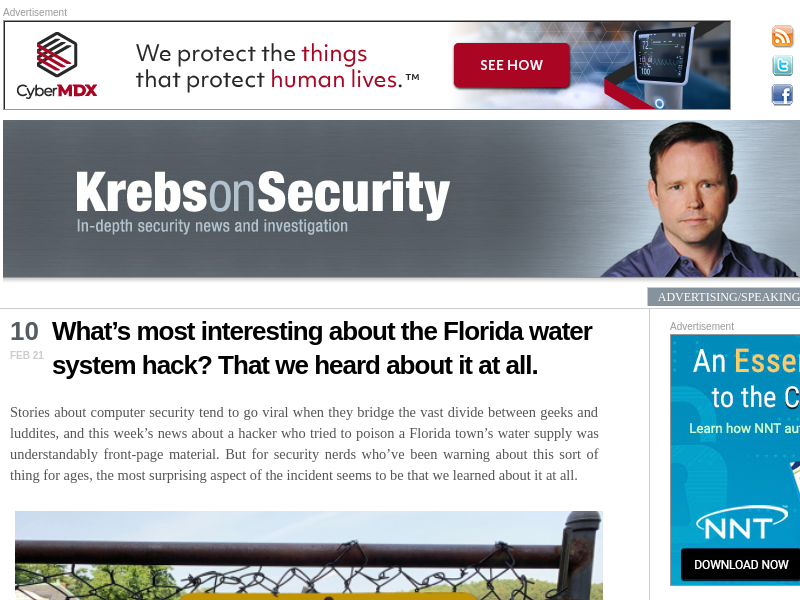 Advertisement
CyberMDX
We protect the things
that protect human lives.™
SEE HOW
KrebsonSecurity
In-depth security news and investigation
ADVERTISING/SPEAKING
10
FEB 21
What’s most interesting about the Florida water
system hack? That we heard about it at all.
Stories about computer security tend to go viral when they bridge the vast divide between geeks and
luddites, and this week’s news about a hacker who tried to poison a Florida town’s water supply was
understandably front-page material. But for security nerds who’ve been warning about this sort of
thing for ages, the most surprising aspect of the incident seems to be that we learned about it at all.
Advertisement
An Esse
to the C
Learn how NNT au
NNT
DOWNLOAD NOW